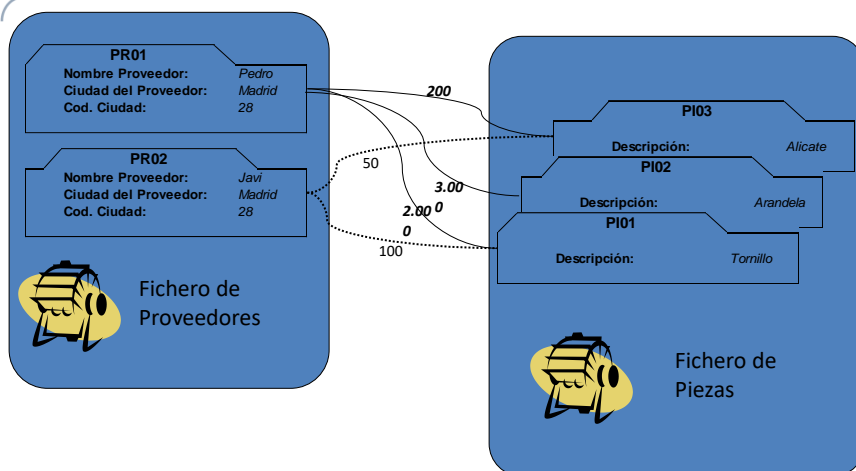 PR01
Nombre Proveedor: Pedro
Ciudad del Proveedor: Madrid
Cod. Ciudad: 28
PR02
Nombre Proveedor: Javi
Ciudad del Proveedor: Madrid
Cod. Ciudad: 28
Fichero de
Proveedores
200
50
3.00
0
2.00
0
100
PI03
Descripción: Alicate
PI02
Descripción: Arandela
PI01
Descripción: Tornillo
Fichero de
Piezas